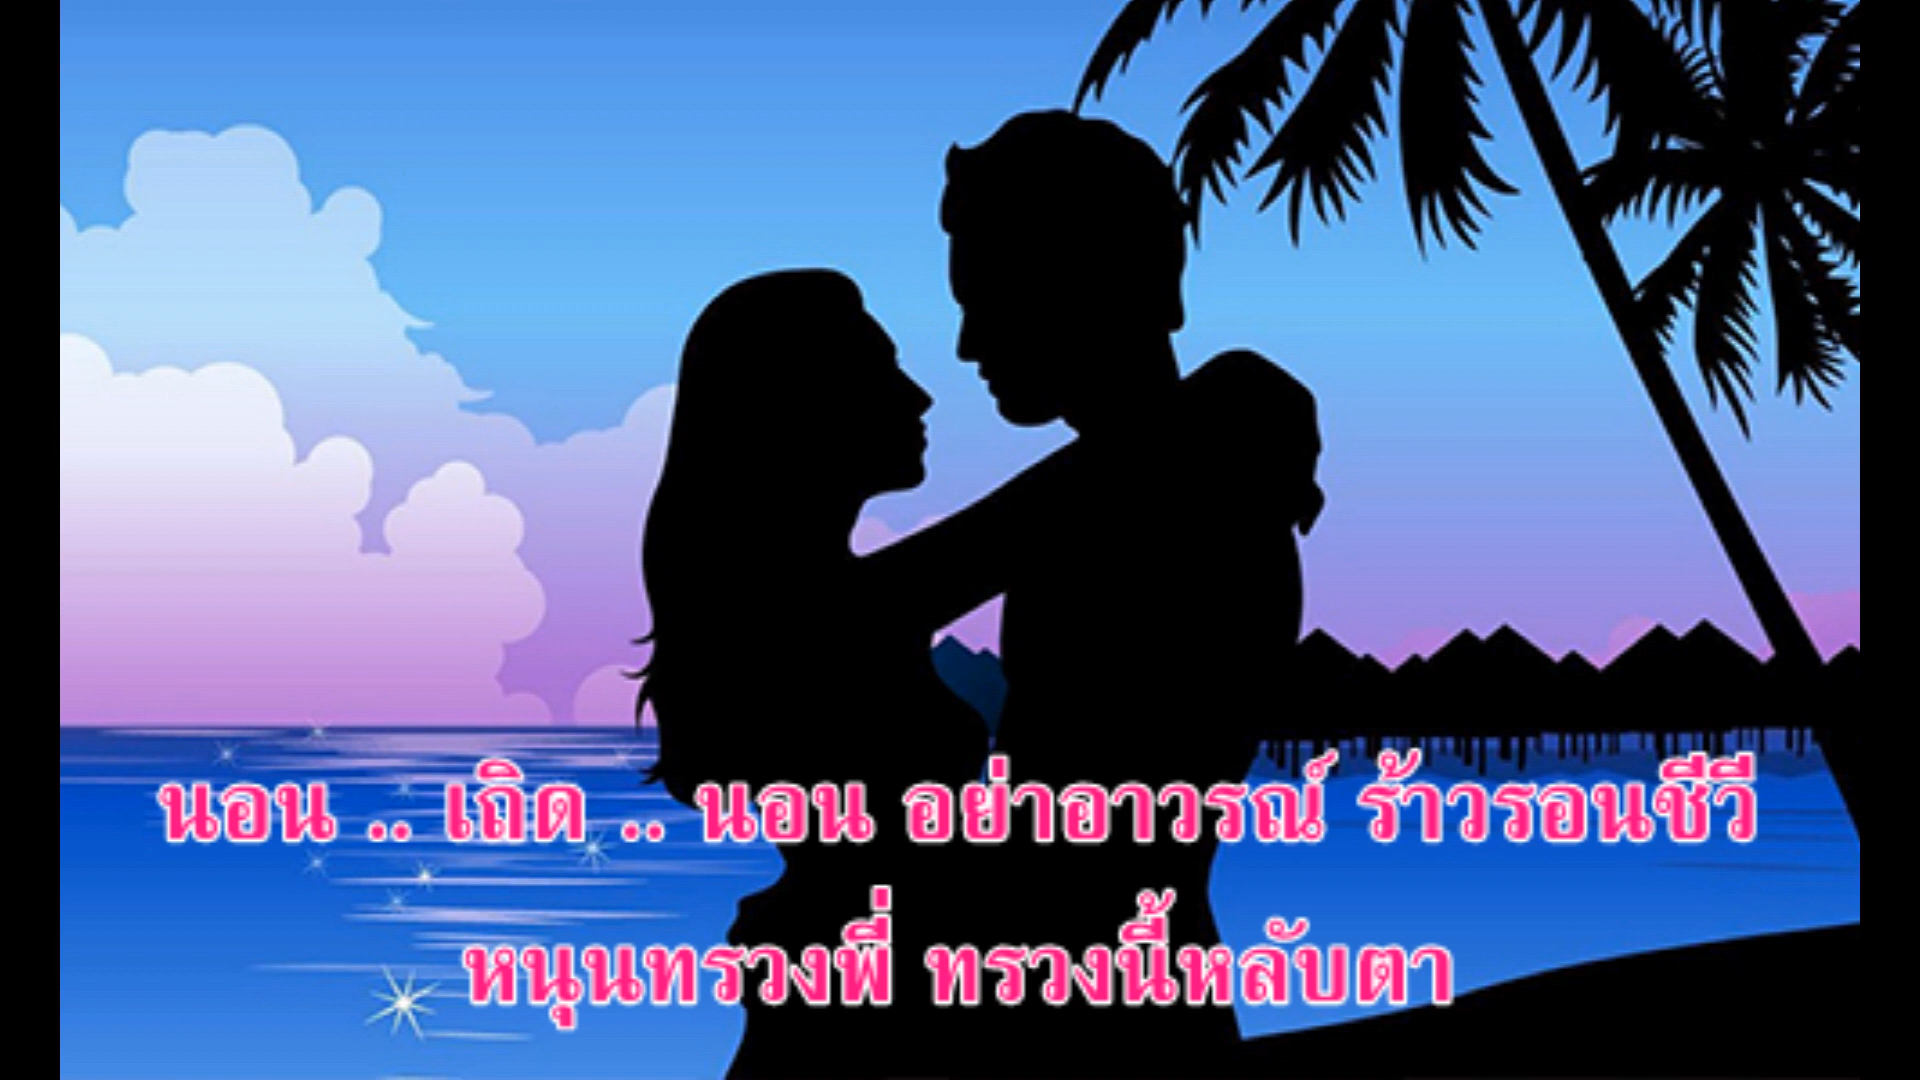 นอน .. เถิด .. นอน อย่าอาวรณ์ ร้าวรอนชีวี
หนุนทรวงพี่ ทรวงนี้หลับตา